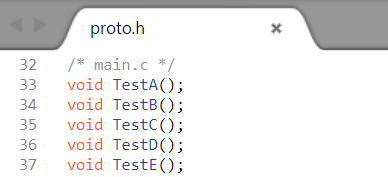 proto.h
32 /* main.c */
33 void TestA();
34 void TestB();
35 void TestC();
36 void TestD();
37 void TestE();